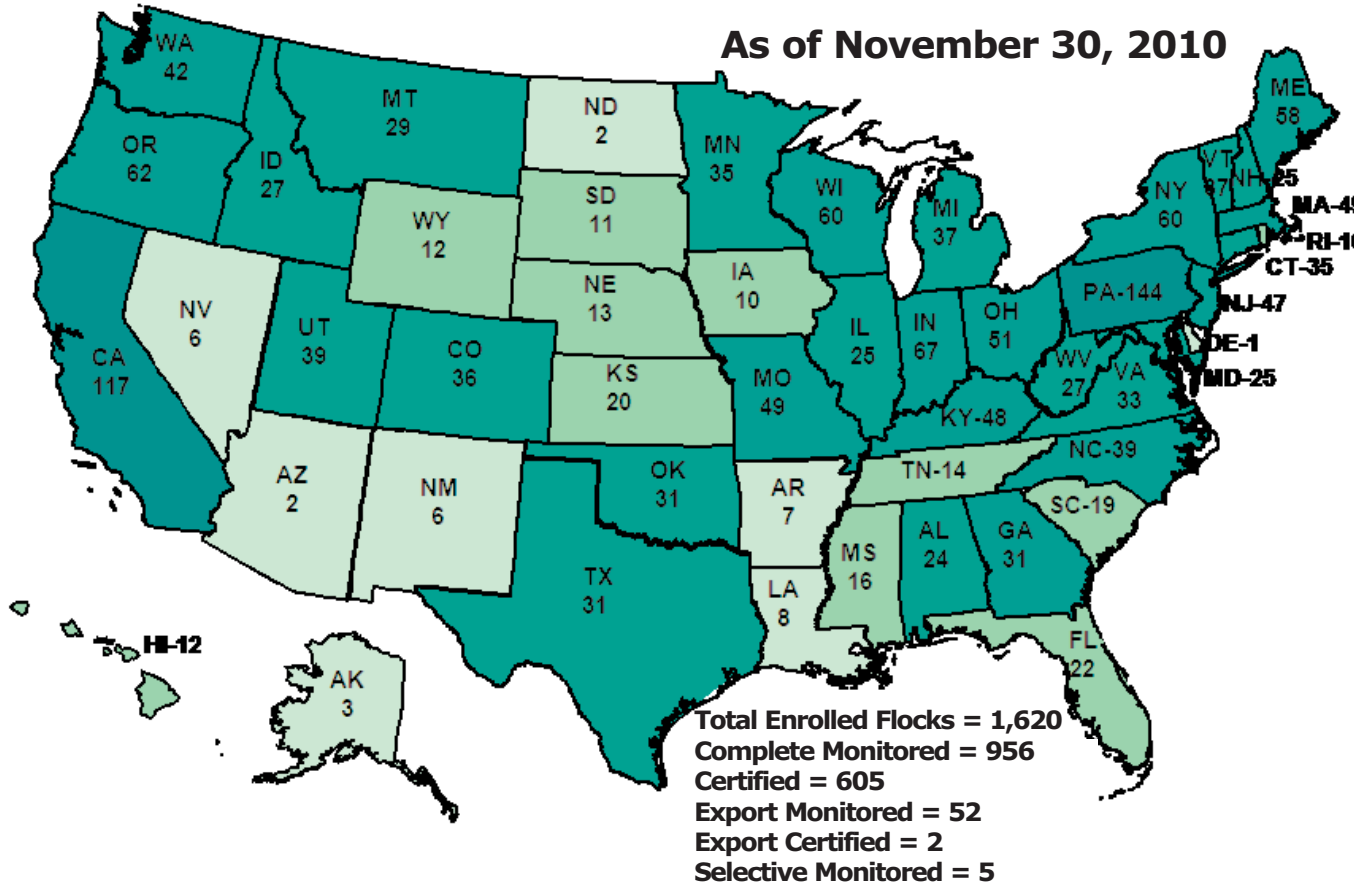 As of November 30, 2010
WA
42
MT
29
ND
2
ME
58
OR
62
ID
27
MN
35
VT
NH-25
SD
11
WI
60
NY
60
MI
37
WY
12
IA
10
CT-35
NE
13
PA-144
NJ-47
NV
6
UT
39
CO
36
IL
25
IN
67
OH
51
DE-1
CA
117
KS
20
MO
49
WV
27
VA
33
MD-25
KY-48
NC-39
AZ
2
NM
6
OK
31
AR
7
TN-14
SC-19
MS
16
AL
24
GA
31
TX
31
LA
8
HI-12
FL
22
AK
3
Total Enrolled Flocks = 1,620
Complete Monitored = 956
Certified = 605
Export Monitored = 52
Export Certified = 2
Selective Monitored = 5